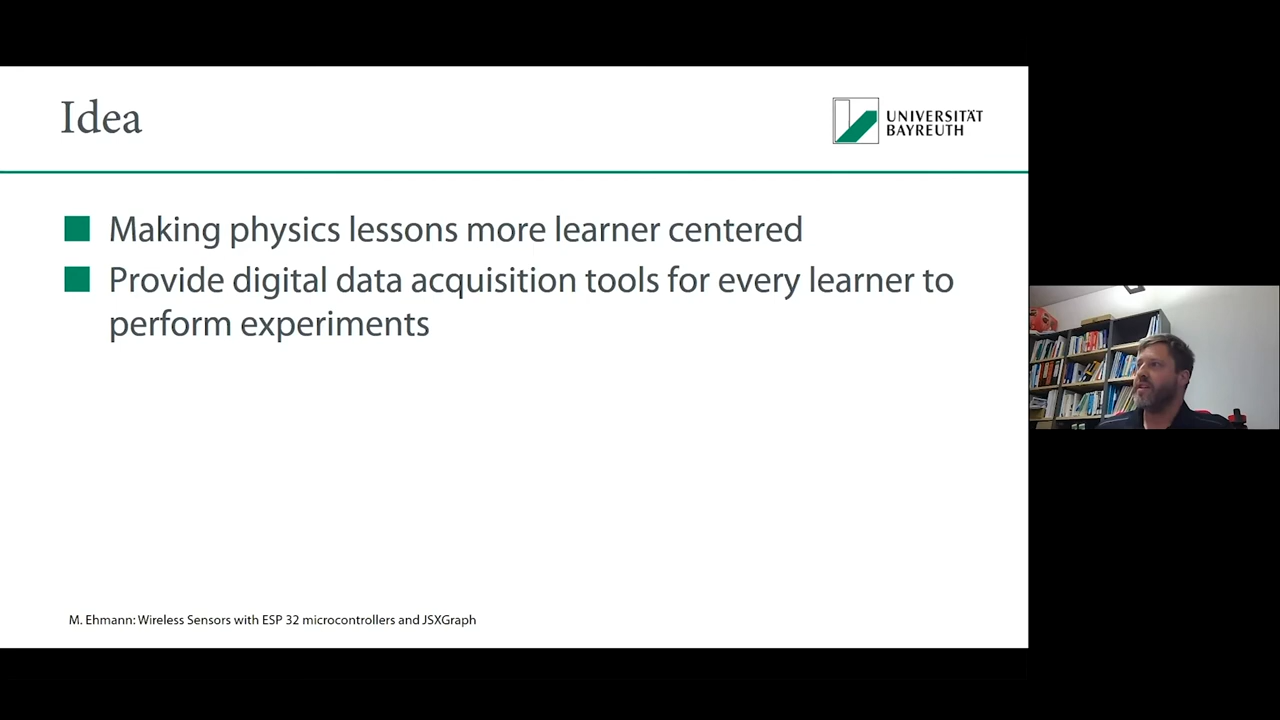 Idea
UNIVERSITÄT
BAYREUTH
Making physics lessons more learner centered
Provide digital data acquisition tools for every learner to
perform experiments
M. Ehmann: Wireless Sensors with ESP 32 microcontrollers and JSXGraph